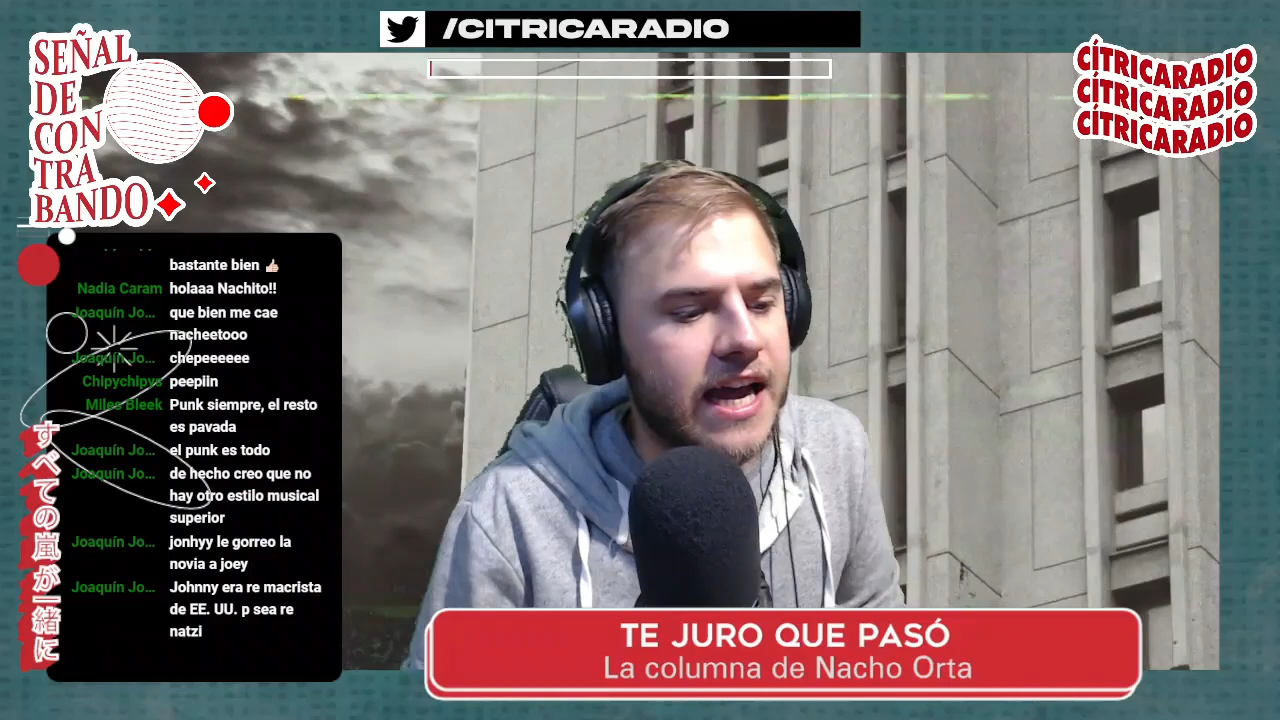 /CITRICARADIO
SEÑAL
DE
CON
TRA
BANDO
CÍTRICARADIO
CÍTRICARADIO
CÍTRICARADIO
bastante bien 👍🏻
Nadia Caram holaaa Nachito!!
Joaquín Jo... que bien me cae
nacheetooo
Joaquín Jo... chepeeeeee
Chipychipys peepiin
Miles Bleek Punk siempre, el resto
es pavada
Joaquín Jo... el punk es todo
Joaquín Jo... de hecho creo que no
hay otro estilo musical
superior
Joaquín Jo... jonhyy le gorreo la
novia a joey
Joaquín Jo... Johnny era re macrista
de EE. UU. p sea re
natzi
すべての嵐が一緒に
TE JURO QUE PASÓ
La columna de Nacho Orta